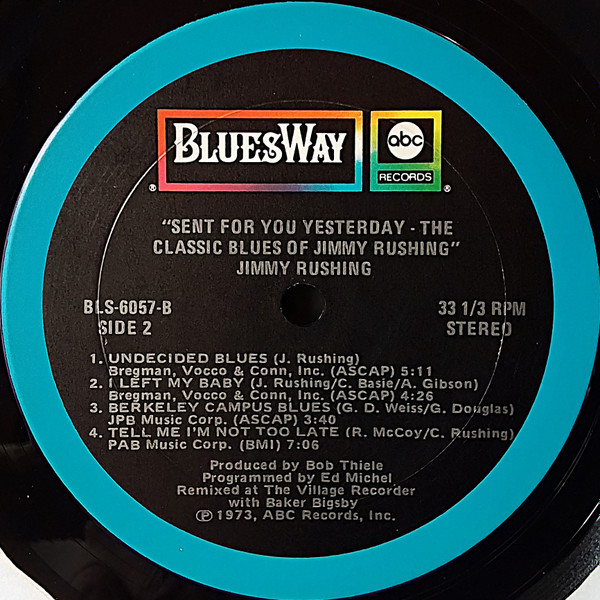 BLUESWAY
abc
RECORDS
®
®
"SENT FOR YOU YESTERDAY - THE
CLASSIC BLUES OF JIMMY RUSHING"
JIMMY RUSHING
BLS-6057-B
SIDE 2
33 1/3 RPM
STEREO
1. UNDECIDED BLUES (J. Rushing)
Bregman, Vocco & Conn, Inc. (ASCAP) 5:11
2. I LEFT MY BABY (J. Rushing/C. Basie/A. Gibson)
Bregman, Vocco & Conn, Inc. (ASCAP) 4:26
3. BERKELEY CAMPUS BLUES (G. D. Weiss/G. Douglas)
JPB Music Corp. (ASCAP) 3:40
4. TELL ME I'M NOT TOO LATE (R. McCoy/C. Rushing)
PAB Music Corp. (BMI) 7:06
Produced by Bob Thiele
Programmed by Ed Michel
Remixed at The Village Recorder
with Baker Bigsby
℗ 1973, ABC Records, Inc.